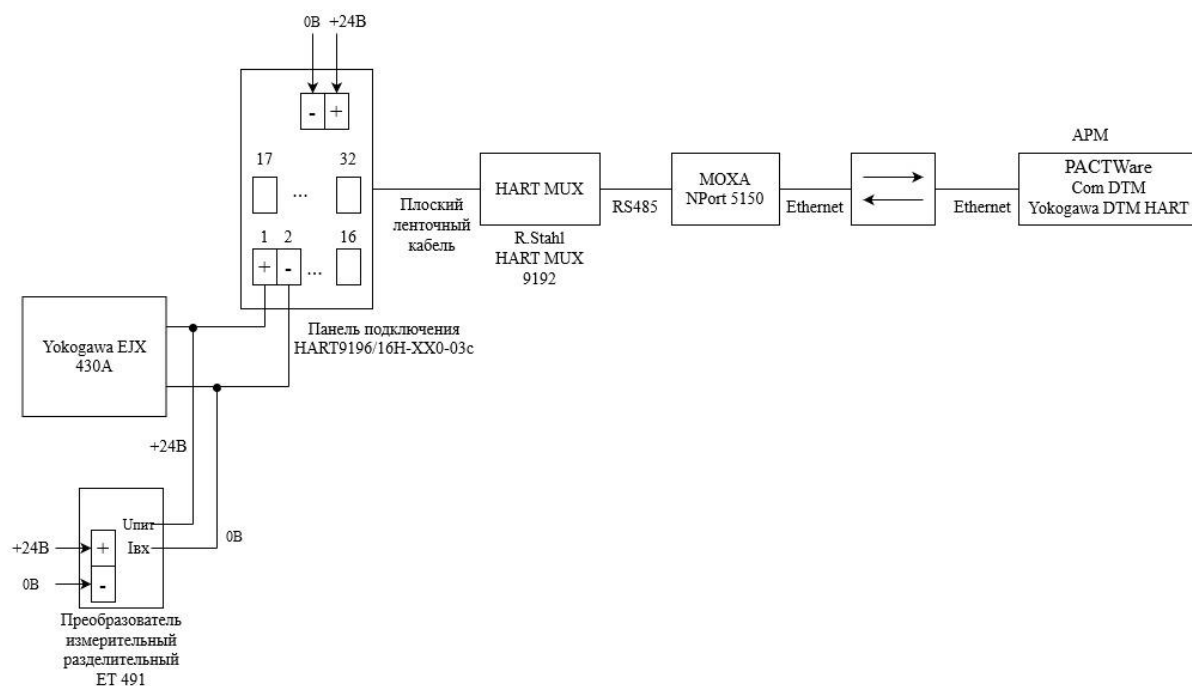 0В +24В
- +
17 32
...
1 2 16
+ - ...
Плоский
ленточный
кабель
HART MUX
R.Stahl
HART MUX
9192
RS485
MOXA
NPort 5150
Ethernet
Ethernet
АРМ
PACTWare
Com DTM
Yokogawa DTM HART
Панель подключения
HART9196/16H-XX0-03c
Yokogawa EJX
430A
+24В
Uпит
Iвх
0В
+24В
+
0В
-
Преобразователь
измерительный
разделительный
ЕТ 491